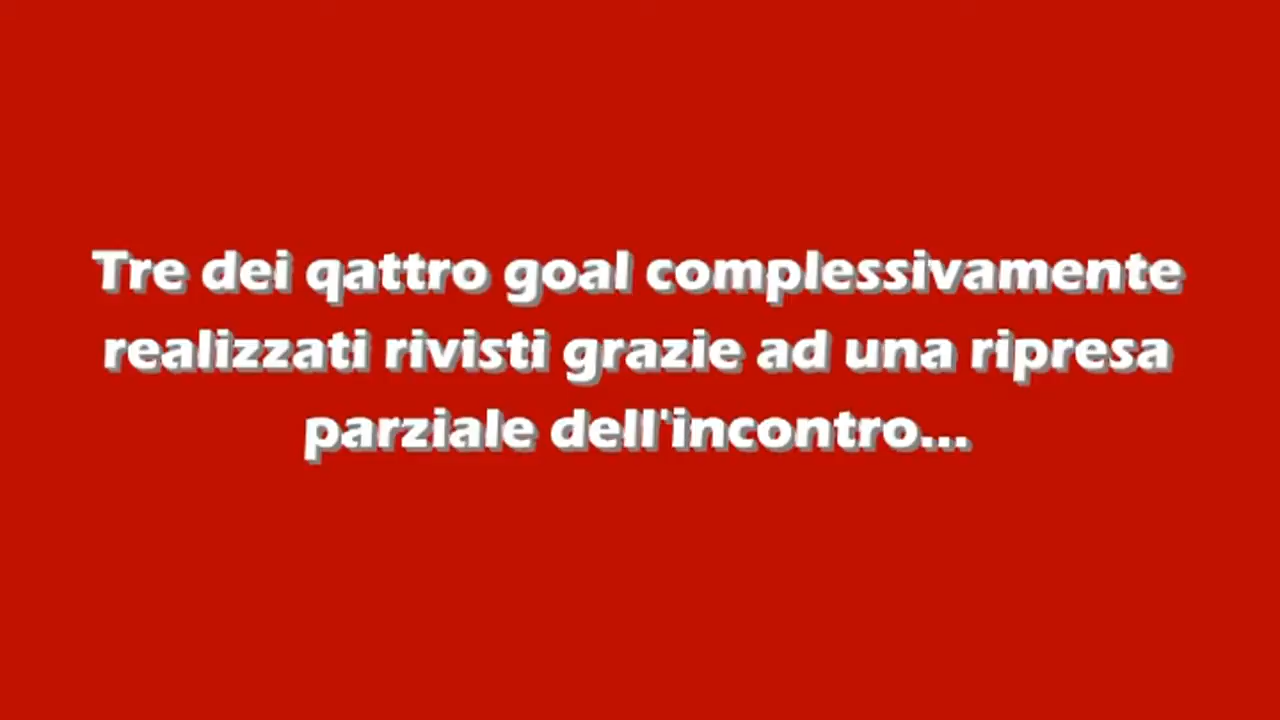 Tre dei qattro goal complessivamente
realizzati rivisti grazie ad una ripresa
parziale dell'incontro...